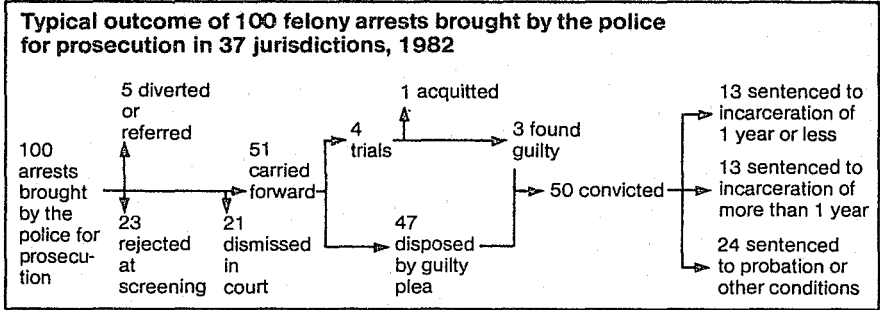 Typical outcome of 100 felony arrests brought by the police
for prosecution in 37 jurisdictions, 1982
100
arrests
brought
by the
police for
prosecu-
tion
5 diverted
or
referred
23
rejected
at
screening
21
dismissed
in
court
51
carried
forward
4
trials
1 acquitted
3 found
guilty
47
disposed
by guilty
plea
50 convicted
13 sentenced to
incarceration of
1 year or less
13 sentenced to
incarceration of
more than 1 year
24 sentenced
to probation or
other conditions